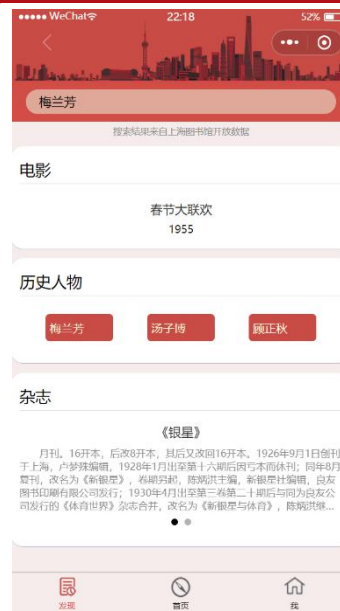 WeChat 22:18 52%
梅兰芳
搜索结果来自上海图书馆开放数据
电影
春节大联欢
1955
历史人物
梅兰芳 汤子博 顾正秋
杂志
《银星》
月刊。16开本，后改8开本，其后又改回16开本。1926年9月1日创刊
于上海，卢梦殊编辑，1928年1月出至第十六期后因亏本而休刊；同年8月
复刊，改名为《新银星》，卷期另起，陈炳洪主编，新银星社编辑，良友
图书印刷有限公司发行；1930年4月出至第三卷第二十期后与同为良友公
司发行的《体育世界》杂志合并，改名为《新银星与体育》，陈炳洪继...
发现 首页 我